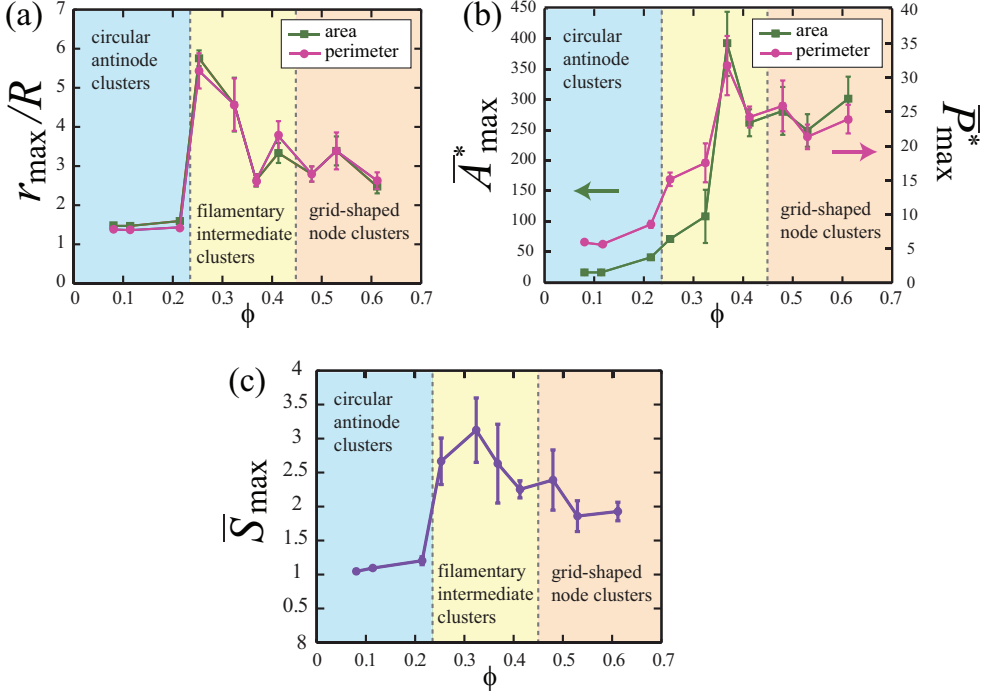 (a)
7
6
5
4
3
2
1
0
r_max/R
circular
antinode
clusters
area
perimeter
filamentary
intermediate
clusters
grid-shaped
node clusters
0 0.1 0.2 0.3 0.4 0.5 0.6 0.7
ϕ
(b)
450
400
350
300
250
200
150
100
50
0
A̅*max
circular
antinode
clusters
area
perimeter
filamentary
intermediate
clusters
grid-shaped
node clusters
40
35
30
25
20
15
10
5
0
P̅*max
0 0.1 0.2 0.3 0.4 0.5 0.6 0.7
ϕ
(c)
4
3.5
3
2.5
2
1.5
1
0.5
8
S̅max
circular
antinode
clusters
filamentary
intermediate
clusters
grid-shaped
node clusters
0 0.1 0.2 0.3 0.4 0.5 0.6 0.7
ϕ